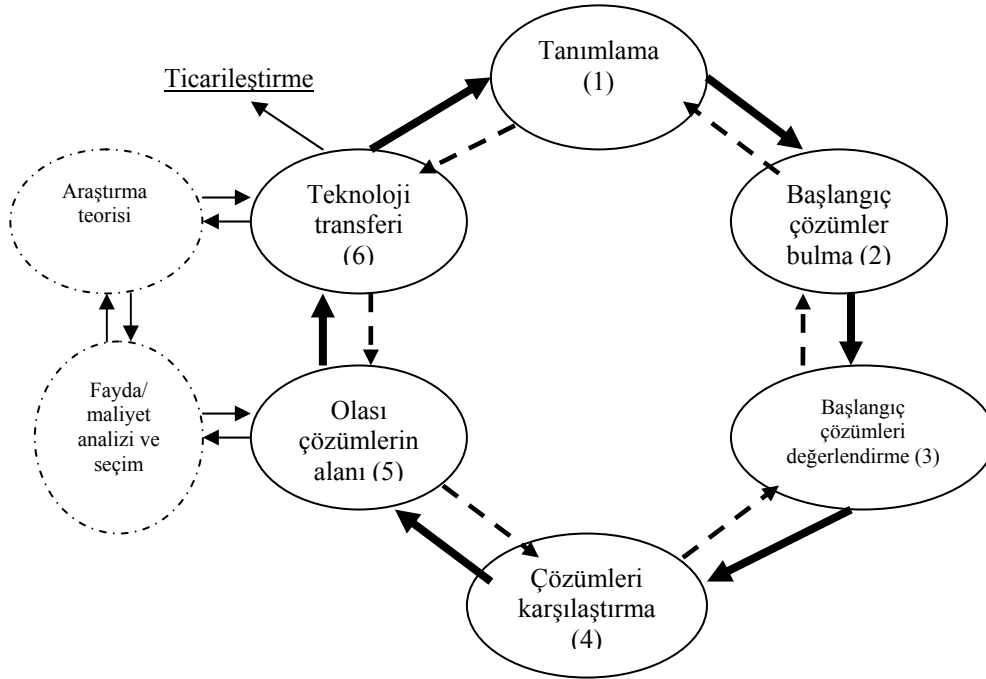 Tanımlama
(1)
Ticarileştirme
Araştırma
teorisi
Teknoloji
transferi
(6)
Başlangıç
çözümler
bulma (2)
Fayda/
maliyet
analizi ve
seçim
Olası
çözümlerin
alanı (5)
Başlangıç
çözümleri
değerlendirme (3)
Çözümleri
karşılaştırma
(4)